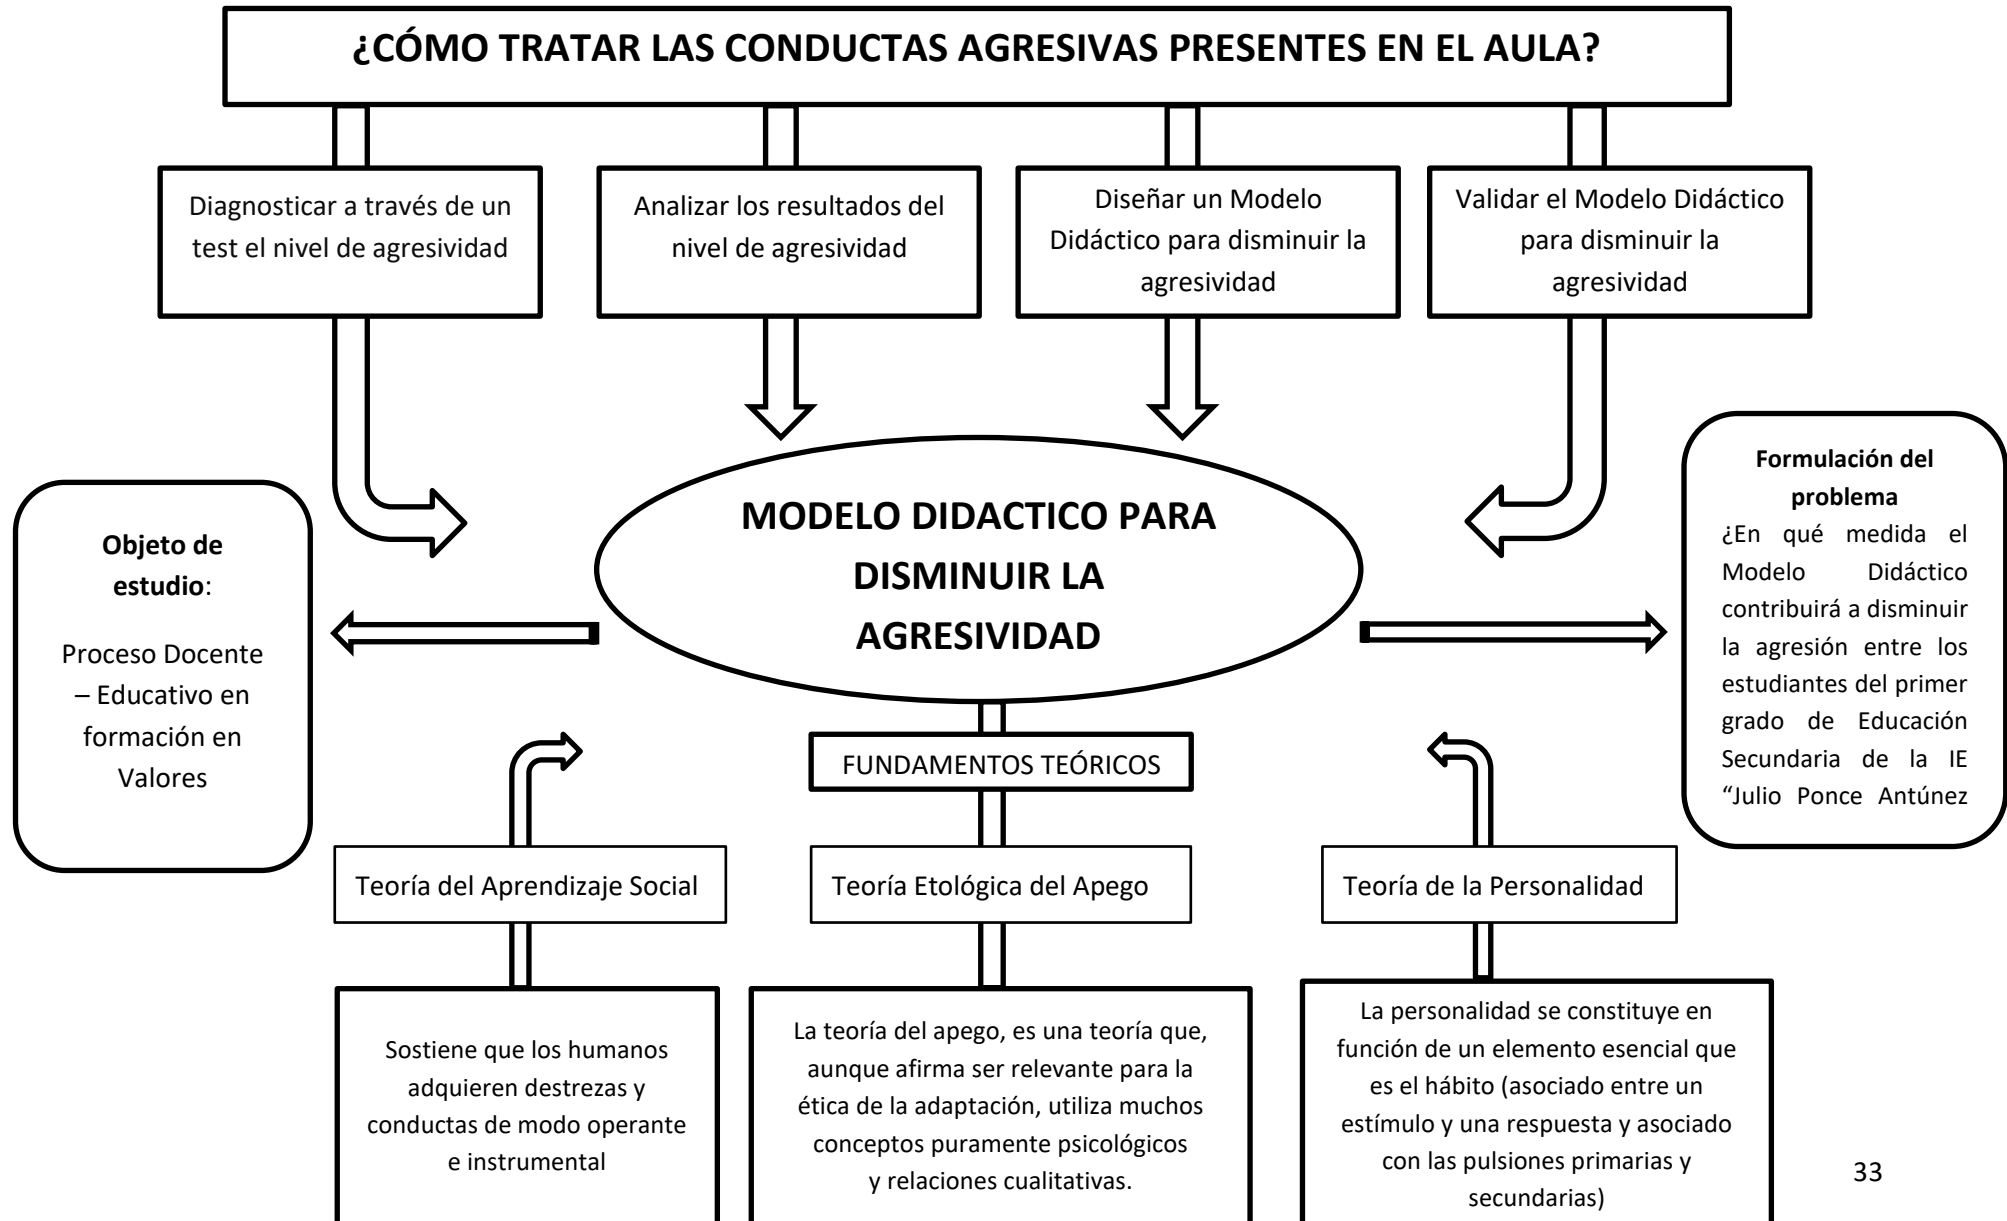 ¿CÓMO TRATAR LAS CONDUCTAS AGRESIVAS PRESENTES EN EL AULA?
Diagnosticar a través de un
test el nivel de agresividad
Analizar los resultados del
nivel de agresividad
Diseñar un Modelo
Didáctico para disminuir la
agresividad
Validar el Modelo Didáctico
para disminuir la
agresividad
Objeto de
estudio:
Proceso Docente
– Educativo en
formación en
Valores
MODELO DIDACTICO PARA
DISMINUIR LA
AGRESIVIDAD
Formulación del
problema
¿En qué medida el
Modelo Didáctico
contribuirá a disminuir
la agresión entre los
estudiantes del primer
grado de Educación
Secundaria de la IE
“Julio Ponce Antúnez
FUNDAMENTOS TEÓRICOS
Teoría del Aprendizaje Social
Teoría Etológica del Apego
Teoría de la Personalidad
Sostiene que los humanos
adquieren destrezas y
conductas de modo operante
e instrumental
La teoría del apego, es una teoría que,
aunque afirma ser relevante para la
ética de la adaptación, utiliza muchos
conceptos puramente psicológicos
y relaciones cualitativas.
La personalidad se constituye en
función de un elemento esencial que
es el hábito (asociado entre un
estímulo y una respuesta y asociado
con las pulsiones primarias y
secundarias)
33